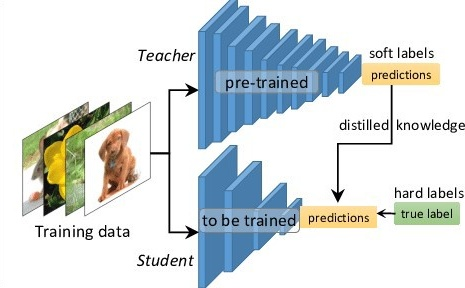 Teacher
pre-trained
soft labels
predictions
distilled knowledge
Training data
to be trained
predictions
hard labels
true label
Student